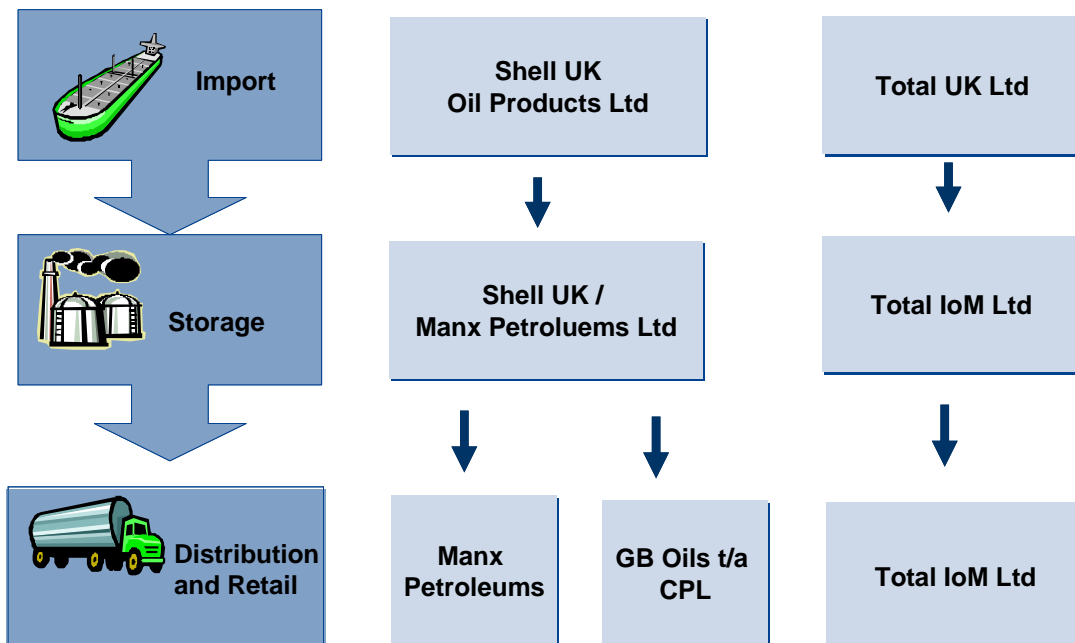 Import
Shell UK
Oil Products Ltd
Total UK Ltd
Storage
Shell UK /
Manx Petroluems Ltd
Total IoM Ltd
Distribution
and Retail
Manx
Petroleums
GB Oils t/a
CPL
Total IoM Ltd